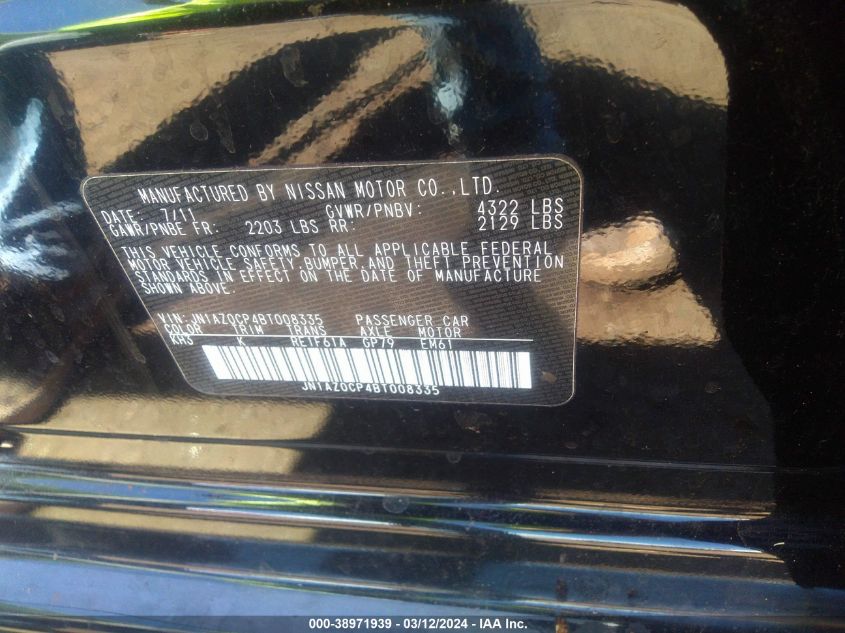 MANUFACTURED BY NISSAN MOTOR CO.,LTD.
DATE: 7/11 GVWR/PNBV: 4322 LBS
GAWR/PNBE FR: 2203 LBS RR: 2129 LBS
THIS VEHICLE CONFORMS TO ALL APPLICABLE FEDERAL
MOTOR VEHICLE SAFETY BUMPER AND THEFT PREVENTION
STANDARDS IN EFFECT ON THE DATE OF MANUFACTURE
SHOWN ABOVE.
VIN: JN1AZ0CP4BT008335 PASSENGER CAR
COLOR TRIM TRANS AXLE MOTOR
KH3 K RE1F61A GP79 EM61
JN1AZ0CP4BT008335
000-38971939 - 03/12/2024 - IAA Inc.